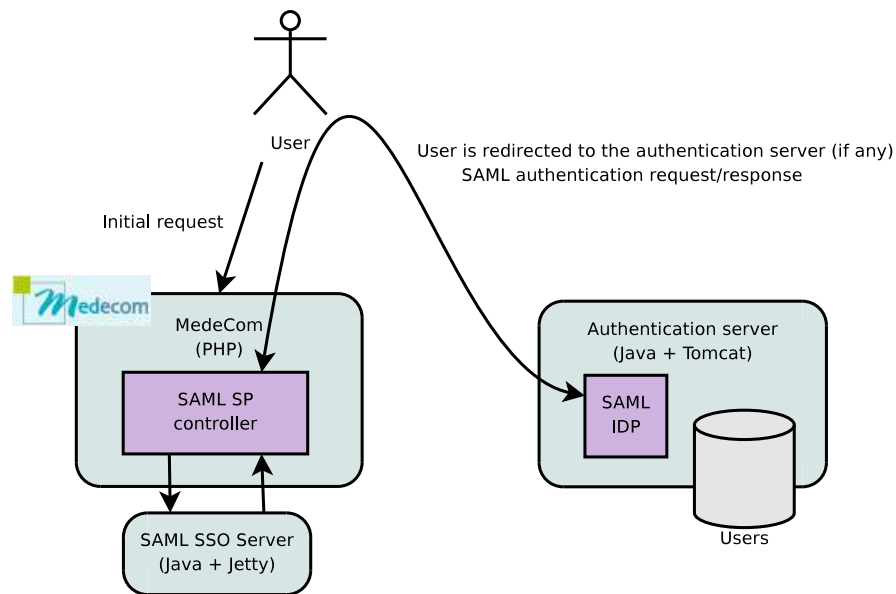 User
User is redirected to the authentication server (if any)
SAML authentication request/response
Initial request
Medecom
MedeCom
(PHP)
SAML SP
controller
Authentication server
(Java + Tomcat)
SAML
IDP
Users
SAML SSO Server
(Java + Jetty)